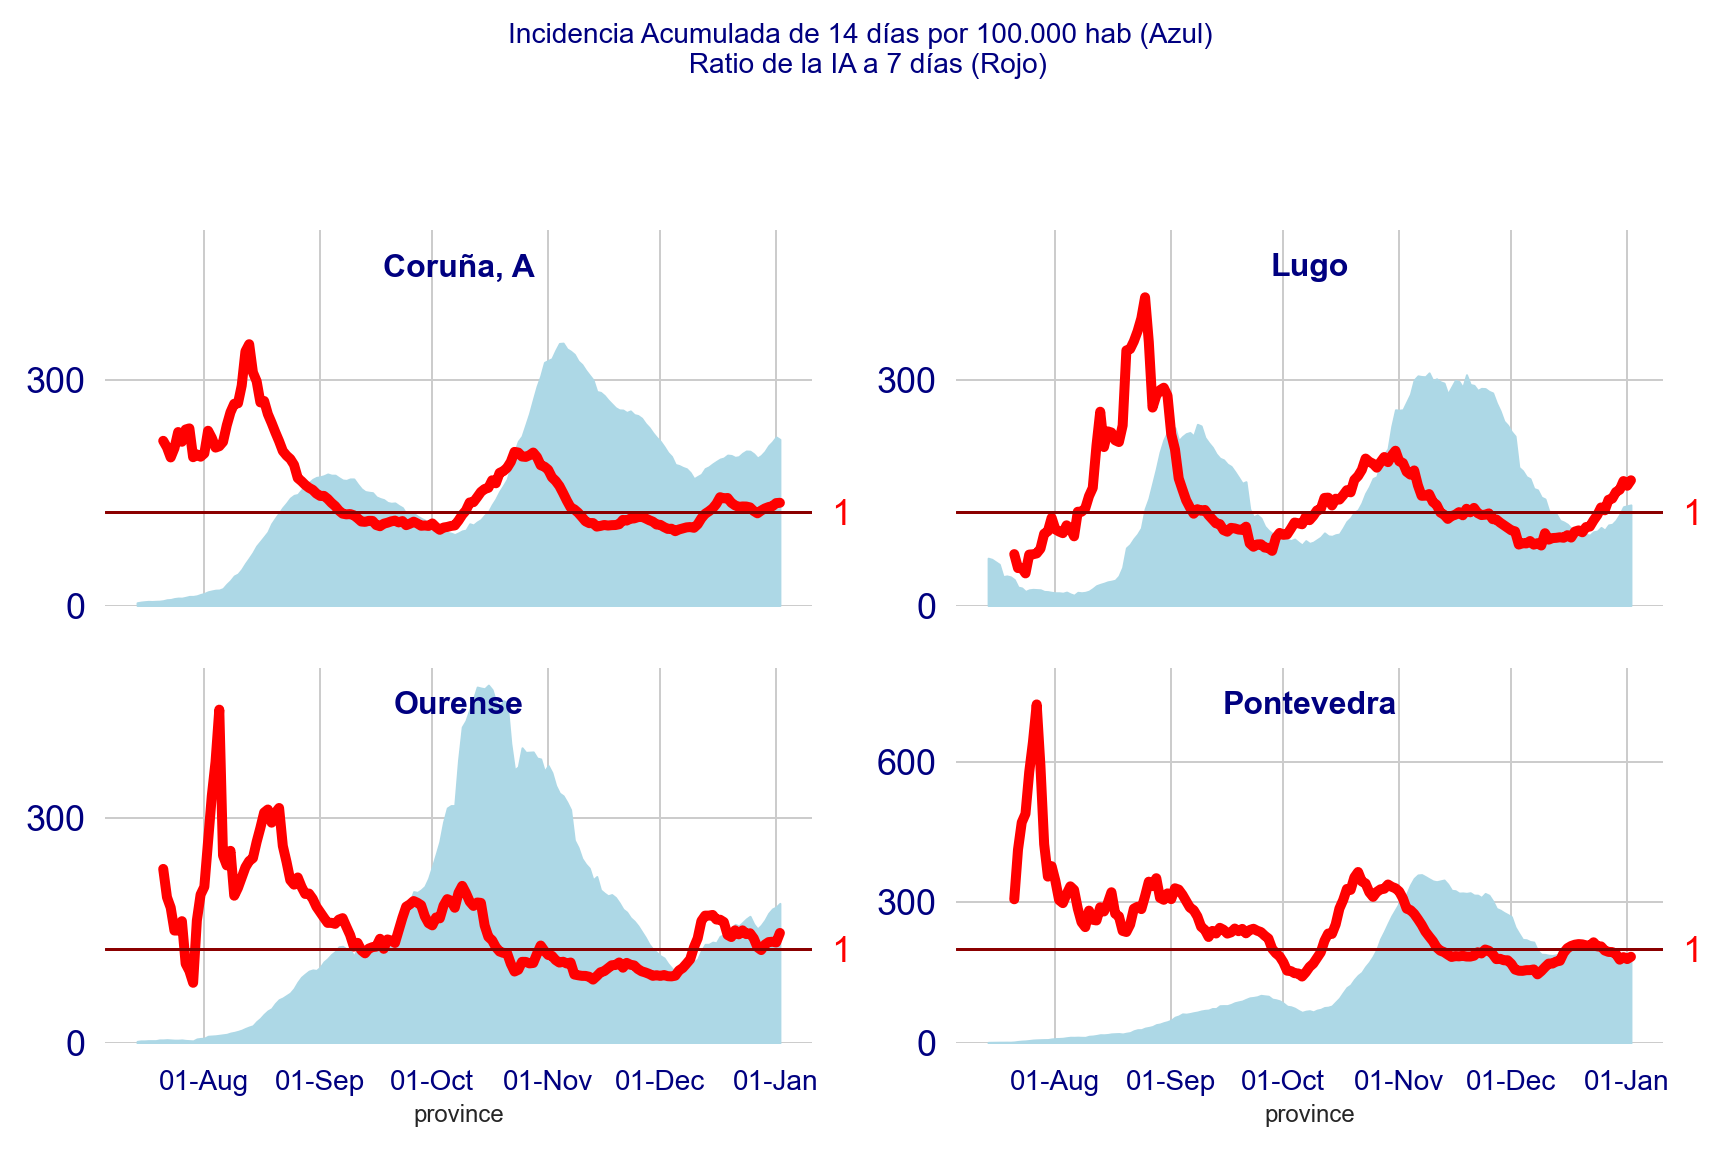 Incidencia Acumulada de 14 días por 100.000 hab (Azul)
Ratio de la IA a 7 días (Rojo)
Coruña, A
300
0
1
Lugo
300
0
1
Ourense
300
0
1
01-Aug 01-Sep 01-Oct 01-Nov 01-Dec 01-Jan
province
Pontevedra
600
300
0
1
01-Aug 01-Sep 01-Oct 01-Nov 01-Dec 01-Jan
province